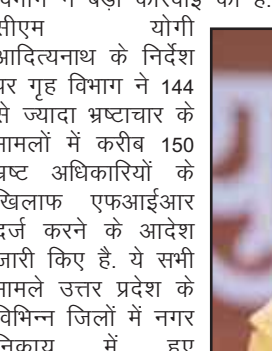 सीएम योगी
आदित्यनाथ के निर्देश
पर गृह विभाग ने 144
से ज्यादा भ्रष्टाचार के
मामलों में करीब 150
भ्रष्ट अधिकारियों के
खिलाफ एफआईआर
दर्ज करने के आदेश
जारी किए है. ये सभी
मामले उत्तर प्रदेश के
विभिन्न जिलों में नगर
निकाय में हुए